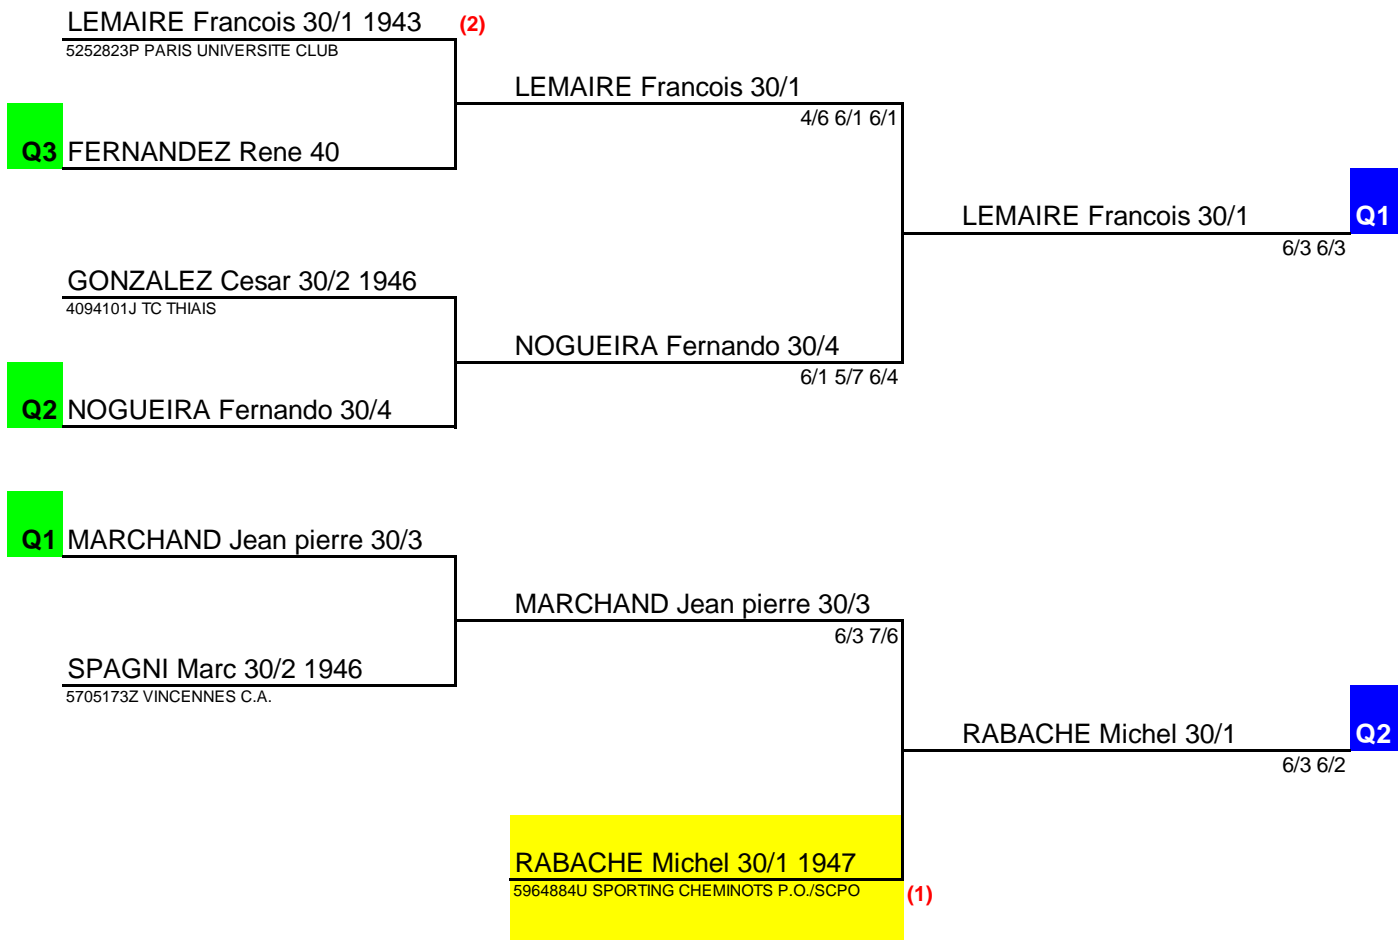 LEMAIRE Francois 30/1 1943 (2)
5252823P PARIS UNIVERSITE CLUB
LEMAIRE Francois 30/1
4/6 6/1 6/1
Q3 FERNANDEZ Rene 40
LEMAIRE Francois 30/1 Q1
6/3 6/3
GONZALEZ Cesar 30/2 1946
4094101J TC THIAIS
NOGUEIRA Fernando 30/4
6/1 5/7 6/4
Q2 NOGUEIRA Fernando 30/4
Q1 MARCHAND Jean pierre 30/3
MARCHAND Jean pierre 30/3
6/3 7/6
SPAGNI Marc 30/2 1946
5705173Z VINCENNES C.A.
RABACHE Michel 30/1 Q2
6/3 6/2
RABACHE Michel 30/1 1947
5964884U SPORTING CHEMINOTS P.O./SCPO (1)